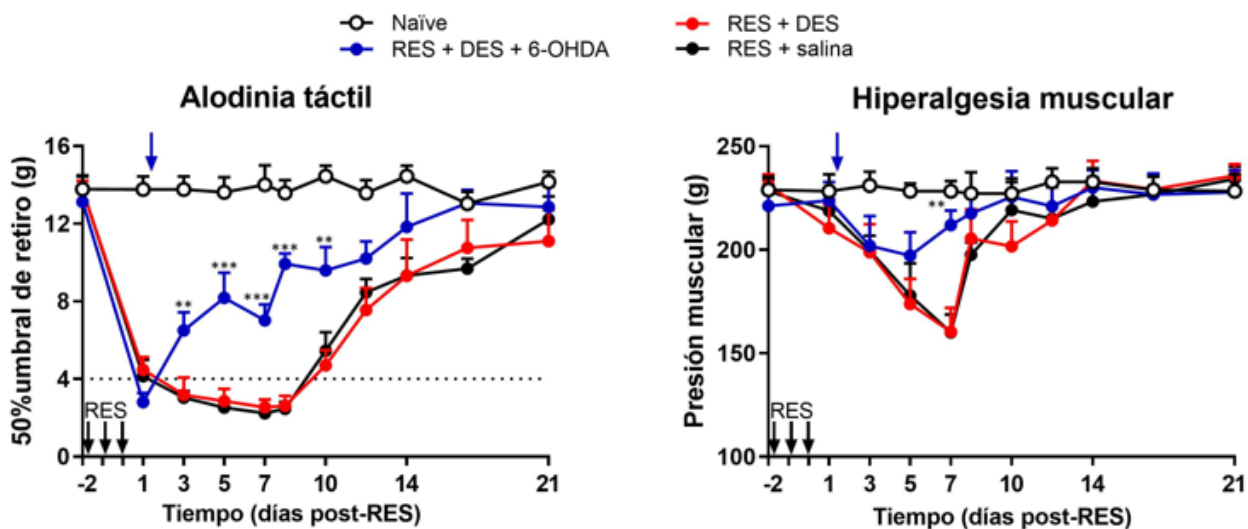 Naïve
RES + DES + 6-OHDA
RES + DES
RES + salina
Alodinia táctil
50%umbral de retiro (g)
16
12
8
4
0
**
***
***
***
**
RES
-2 1 3 5 7 10 14 21
Tiempo (días post-RES)
Hiperalgesia muscular
Presión muscular (g)
250
200
150
100
**
RES
-2 1 3 5 7 10 14 21
Tiempo (días post-RES)